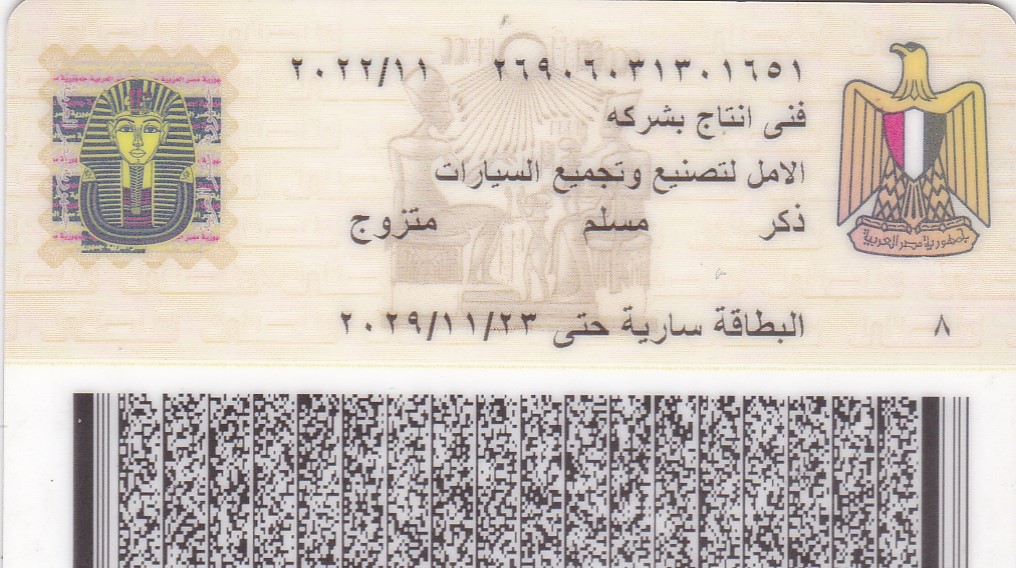 ٢٦٩٠٦٠٣١٣٠١٦٥١ ٢٠٢٢/١١
فنى انتاج بشركه
الامل لتصنيع وتجميع السيارات
ذكر مسلم متزوج
البطاقة سارية حتى ٢٠٢٩/١١/٢٣
٨
جمهورية مصر العربية